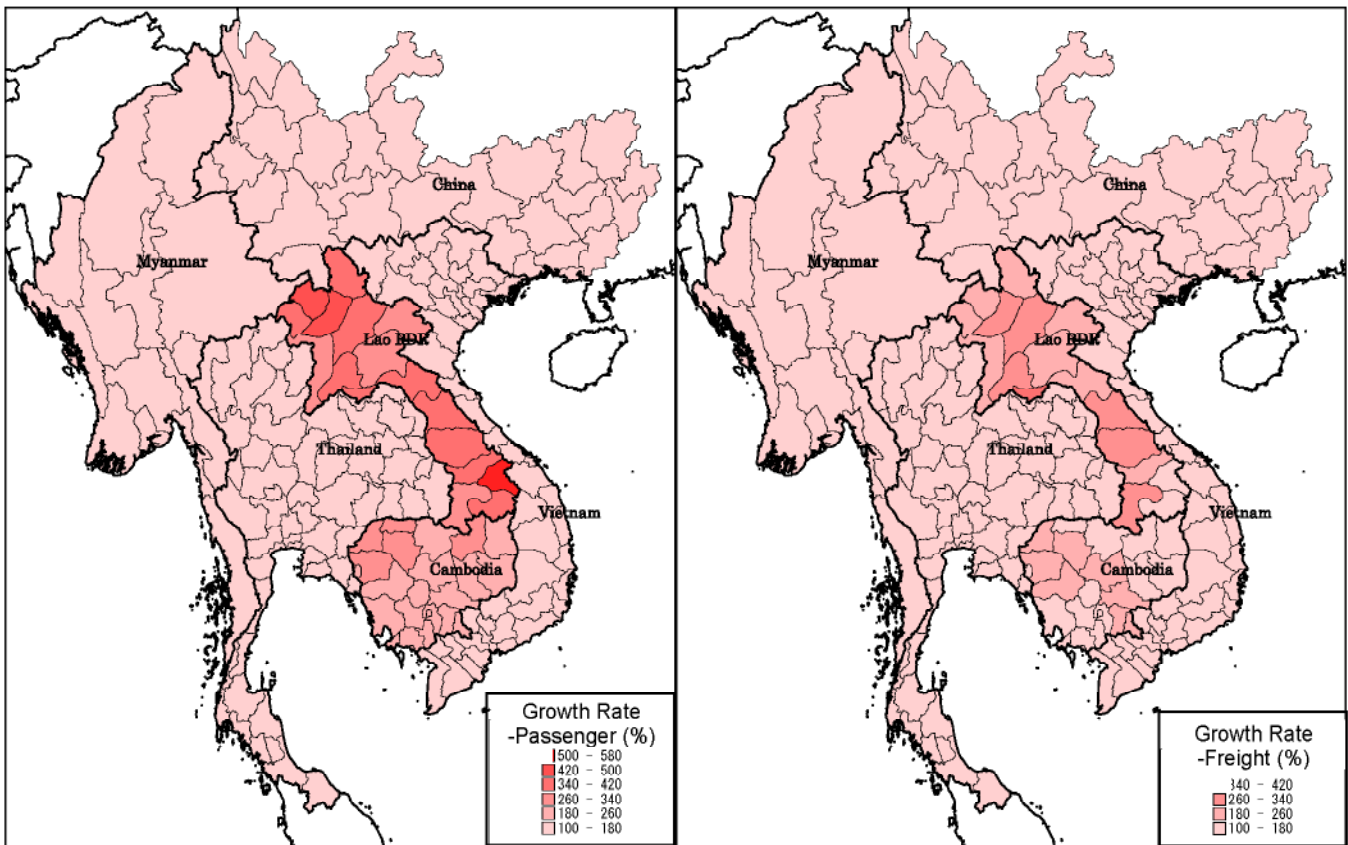 China
Myanmar
Lao PDR
Thailand
Vietnam
Cambodia
Growth Rate
-Passenger (%)
500 - 580
420 - 500
340 - 420
260 - 340
180 - 260
100 - 180
China
Myanmar
Lao PDR
Thailand
Vietnam
Cambodia
Growth Rate
-Freight (%)
340 - 420
260 - 340
180 - 260
100 - 180